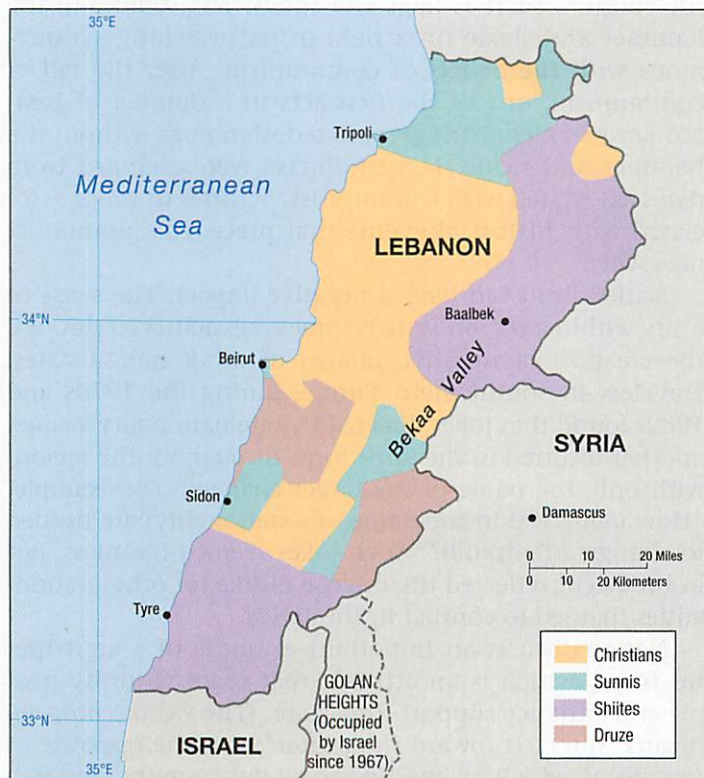 35°E
Tripoli
Mediterranean
Sea
LEBANON
Baalbek
34°N
Beirut
Bekaa Valley
SYRIA
Sidon
Damascus
0 10 20 Miles
0 10 20 Kilometers
Tyre
Christians
Sunnis
Shiites
Druze
GOLAN
HEIGHTS
(Occupied
by Israel
since 1967)
33°N
ISRAEL
35°E